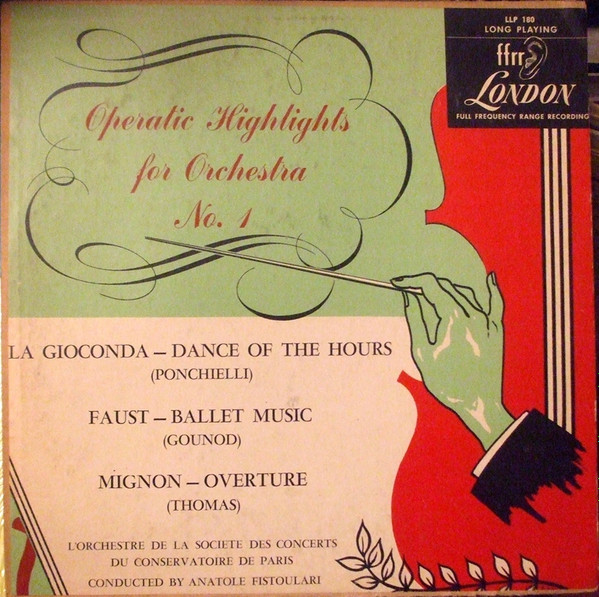 LLP 180
LONG PLAYING
ffrr
LONDON
FULL FREQUENCY RANGE RECORDING
Operatic Highlights
for Orchestra
No. 1
LA GIOCONDA — DANCE OF THE HOURS
(PONCHIELLI)
FAUST — BALLET MUSIC
(GOUNOD)
MIGNON — OVERTURE
(THOMAS)
L'ORCHESTRE DE LA SOCIETE DES CONCERTS
DU CONSERVATOIRE DE PARIS
CONDUCTED BY ANATOLE FISTOULARI